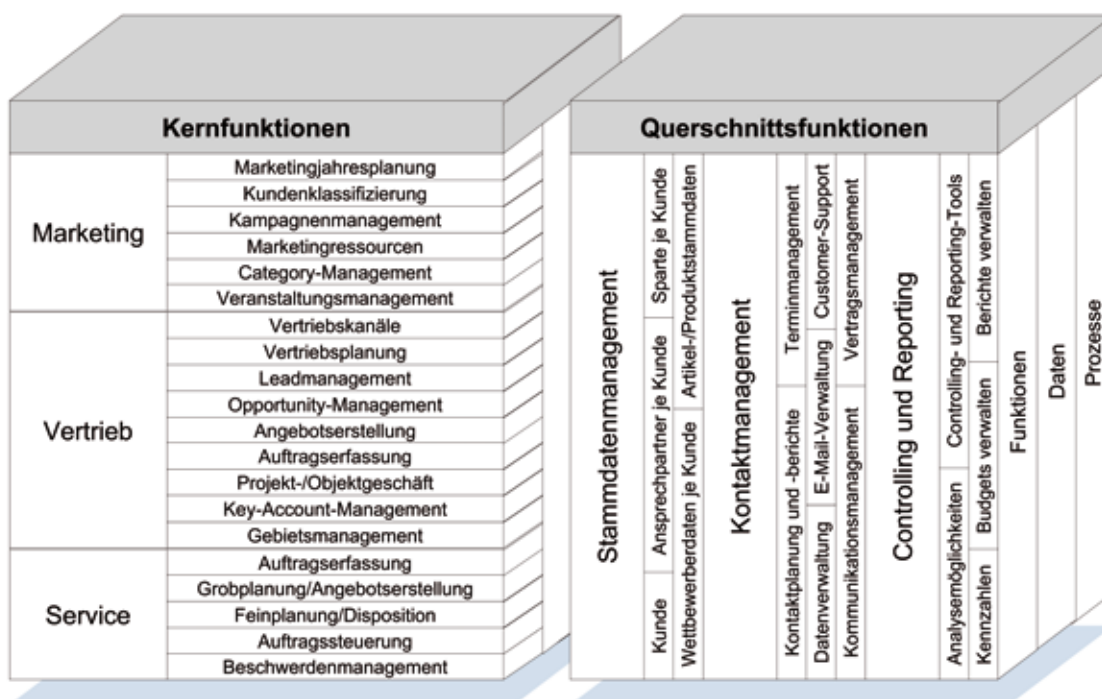 Kernfunktionen
Marketing
Marketingjahresplanung
Kundenklassifizierung
Kampagnenmanagement
Marketingressourcen
Category-Management
Veranstaltungsmanagement
Vertrieb
Vertriebskanäle
Vertriebsplanung
Leadmanagement
Opportunity-Management
Angebotserstellung
Auftragserfassung
Projekt-/Objektgeschäft
Key-Account-Management
Gebietsmanagement
Service
Auftragserfassung
Grobplanung/Angebotserstellung
Feinplanung/Disposition
Auftragssteuerung
Beschwerdenmanagement
Querschnittsfunktionen
Stammdatenmanagement
Kunde
Ansprechpartner je Kunde
Sparte je Kunde
Wettbewerberdaten je Kunde
Artikel-/Produktstammdaten
Kontaktmanagement
Kontaktplanung und -berichte
Terminmanagement
Datenverwaltung
E-Mail-Verwaltung
Customer-Support
Kommunikationsmanagement
Vertragsmanagement
Controlling und Reporting
Analysemöglichkeiten
Controlling- und Reporting-Tools
Kennzahlen
Budgets verwalten
Berichte verwalten
Funktionen
Daten
Prozesse